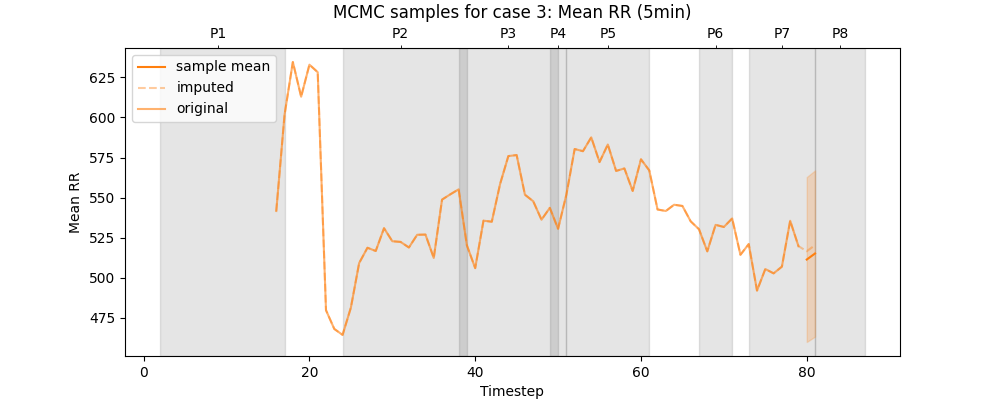 MCMC samples for case 3: Mean RR (5min)
P1 P2 P3 P4 P5 P6 P7 P8
sample mean
imputed
original
625
600
575
550
525
500
475
Mean RR
0 20 40 60 80
Timestep